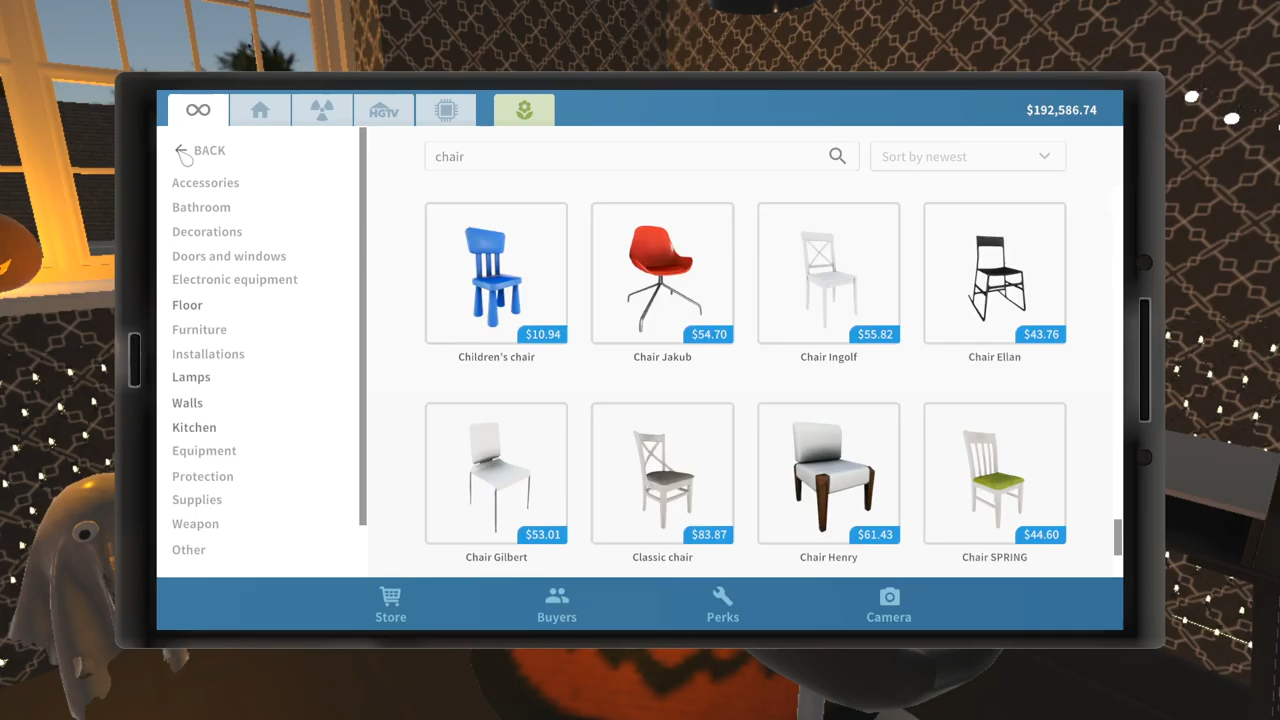 HGTV
$192,586.74
BACK
chair
Sort by newest
Accessories
Bathroom
Decorations
Doors and windows
Electronic equipment
Floor
Furniture
Installations
Lamps
Walls
Kitchen
Equipment
Protection
Supplies
Weapon
Other
$10.94
$54.70
$55.82
$43.76
Children's chair
Chair Jakub
Chair Ingolf
Chair Ellan
$53.01
$83.87
$61.43
$44.60
Chair Gilbert
Classic chair
Chair Henry
Chair SPRING
Store
Buyers
Perks
Camera